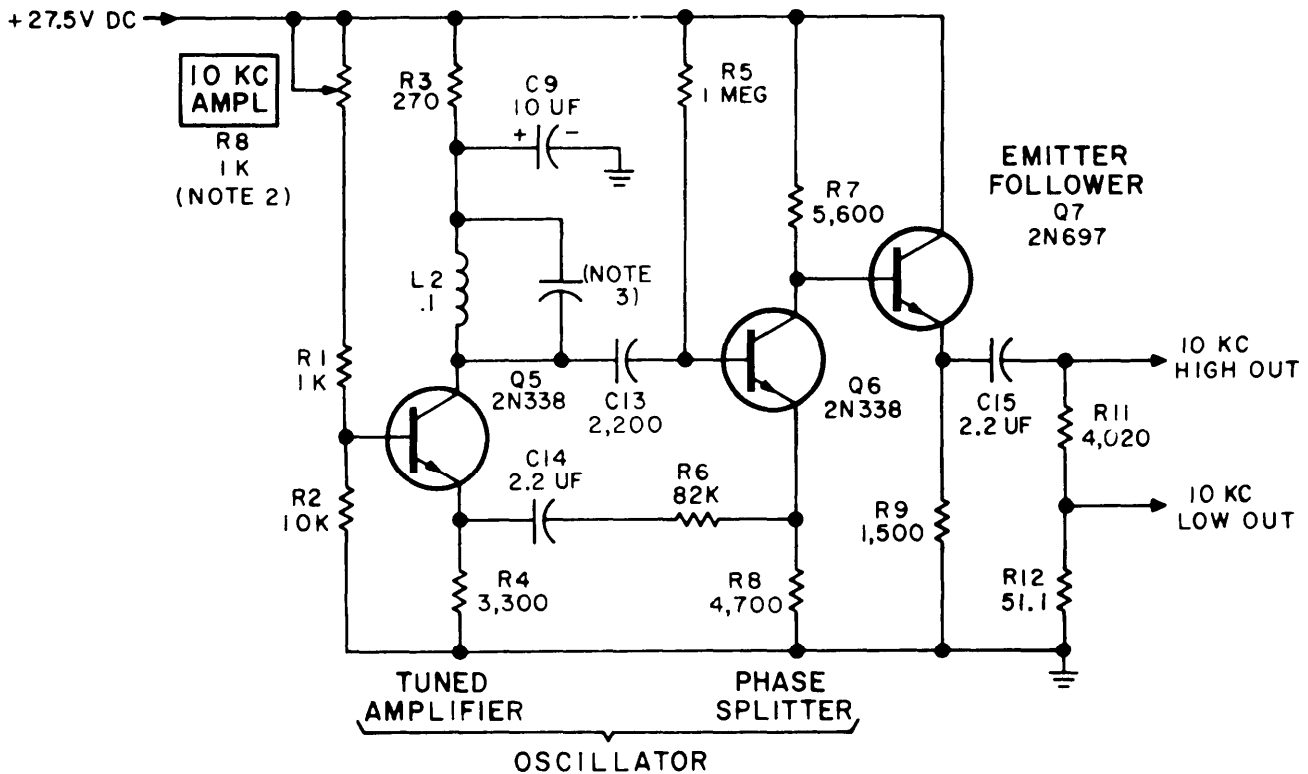 +27.5V DC
10 KC
AMPL
R8
1K
(NOTE 2)
R3
270
C9
10 UF
+
-
R5
1 MEG
R7
5,600
EMITTER
FOLLOWER
Q7
2N697
L2
.1
(NOTE
3)
R1
1K
Q5
2N338
C13
2,200
Q6
2N338
C15
2.2 UF
10 KC
HIGH OUT
R11
4,020
R2
10K
C14
2.2 UF
R6
82K
R9
1,500
10 KC
LOW OUT
R4
3,300
R8
4,700
R12
51.1
TUNED
AMPLIFIER
PHASE
SPLITTER
OSCILLATOR